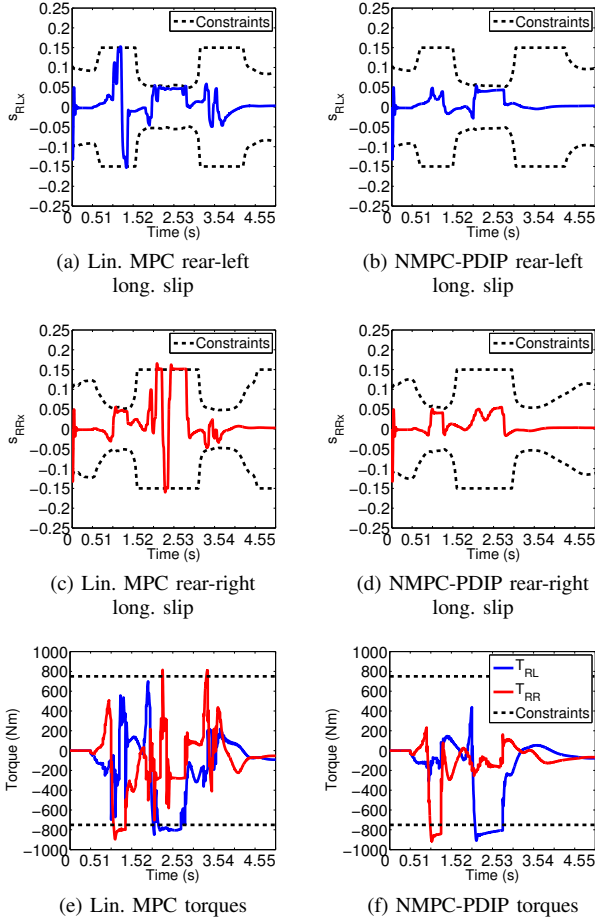 0.25
0.2
0.15
0.1
0.05
0
−0.05
−0.1
−0.15
−0.2
−0.25
s_RLx
Constraints
0 0.51 1.52 2.53 3.54 4.55
Time (s)
(a) Lin. MPC rear-left
long. slip
0.25
0.2
0.15
0.1
0.05
0
−0.05
−0.1
−0.15
−0.2
−0.25
s_RLx
Constraints
0 0.51 1.52 2.53 3.54 4.55
Time (s)
(b) NMPC-PDIP rear-left
long. slip
0.25
0.2
0.15
0.1
0.05
0
−0.05
−0.1
−0.15
−0.2
−0.25
s_RRx
Constraints
0 0.51 1.52 2.53 3.54 4.55
Time (s)
(c) Lin. MPC rear-right
long. slip
0.25
0.2
0.15
0.1
0.05
0
−0.05
−0.1
−0.15
−0.2
−0.25
s_RRx
Constraints
0 0.51 1.52 2.53 3.54 4.55
Time (s)
(d) NMPC-PDIP rear-right
long. slip
1000
800
600
400
200
0
−200
−400
−600
−800
−1000
Torque (Nm)
0 0.51 1.52 2.53 3.54 4.55
Time (s)
(e) Lin. MPC torques
1000
800
600
400
200
0
−200
−400
−600
−800
−1000
Torque (Nm)
T_RL
T_RR
Constraints
0 0.51 1.52 2.53 3.54 4.55
Time (s)
(f) NMPC-PDIP torques